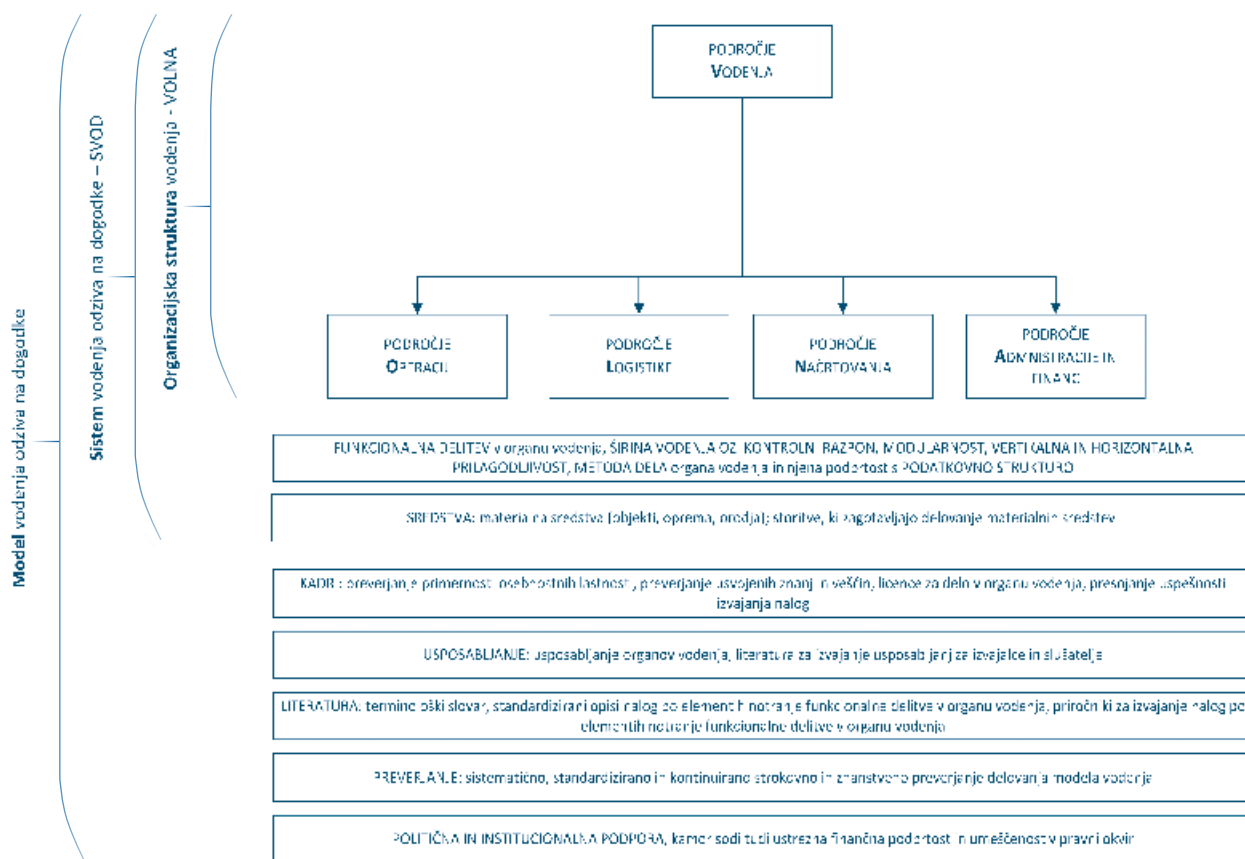 Model vodenja odziva na dogodke
Sistem vodenja odziva na dogodke – SVOD
Organizacijska struktura vodenja - VOLNA
PODROČJE
VODENJA
PODROČJE
OPERACIJ
PODROČJE
LOGISTIKE
PODROČJE
NAČRTOVANJA
PODROČJE
ADMINISTRACIJE IN
FINANC
FUNKCIONALNA DELITEV v organu vodenja, ŠIRINA VODENJA OZ. KONTROLNI RAZPON, MODULARNOST, VERTIKALNA IN HORIZONTALNA
PRILAGODLJIVOST, METODA DELA organa vodenja in njena podprtost s PODATKOVNO STRUKTURO
SREDSTVA: materialna sredstva (objekti, oprema, orodja); storitve, ki zagotavljajo delovanje materialnih sredstev
KADRI: preverjanje primernosti osebnostnih lastnosti, preverjanje usvojenih znanj in veščin, licence za delo v organu vodenja, presojanje uspešnosti
izvajanja nalog
USPOSABLJANJE: usposabljanje organov vodenja, literatura za izvajanje usposabljanj za izvajalce in slušatelje
LITERATURA: terminološki slovar, standardizirani opisi nalog po elementih notranje funkcionalne delitve v organu vodenja, priročniki za izvajanje nalog po
elementih notranje funkcionalne delitve v organu vodenja
PREVERJANJE: sistematično, standardizirano in kontinuirano strokovno in znanstveno preverjanje delovanja modela vodenja
POLITIČNA IN INSTITUCIONALNA PODPORA, kamor sodi tudi ustrezna finančna podprtost in umeščenost v pravni okvir